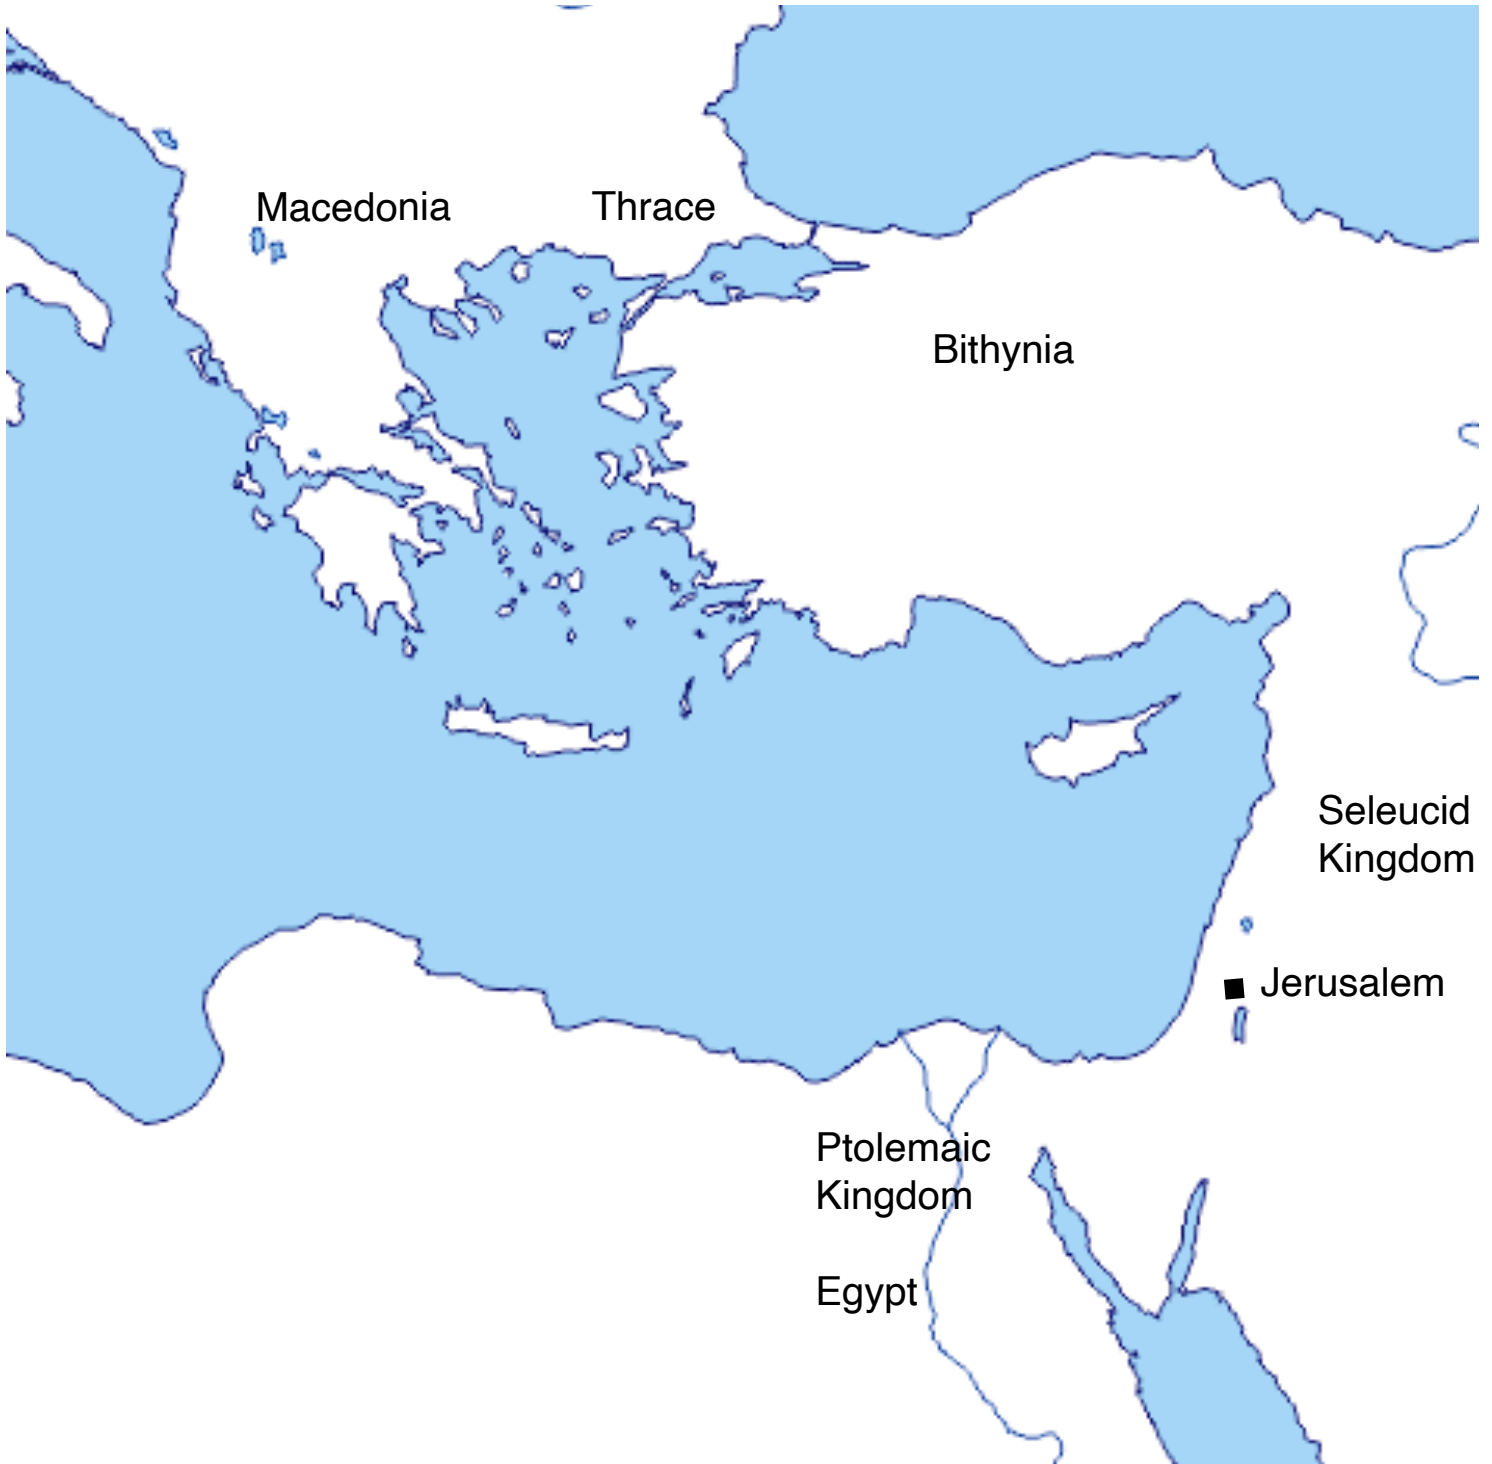 Macedonia
Thrace
Bithynia
Seleucid
Kingdom
Jerusalem
Ptolemaic
Kingdom
Egypt